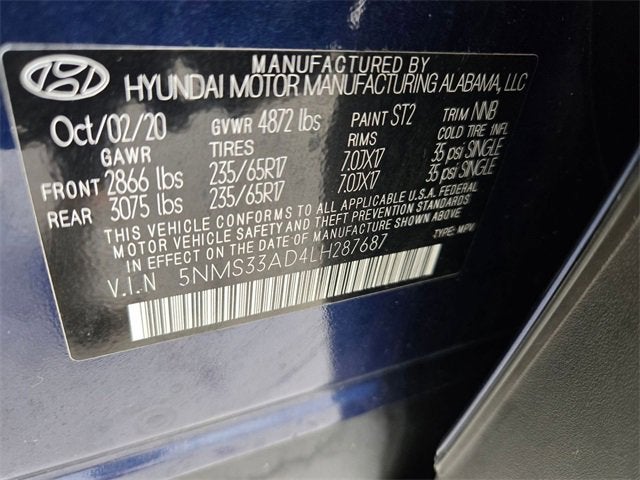 MANUFACTURED BY
HYUNDAI MOTOR MANUFACTURING ALABAMA, LLC
Oct/02/20 GVWR 4872 lbs PAINT ST2 TRIM NNB
GAWR TIRES RIMS COLD TIRE INFL
FRONT 2866 lbs 235/65R17 7.0JX17 35 psi SINGLE
REAR 3075 lbs 235/65R17 7.0JX17 35 psi SINGLE
THIS VEHICLE CONFORMS TO ALL APPLICABLE U.S.A. FEDERAL
MOTOR VEHICLE SAFETY AND THEFT PREVENTION STANDARDS
IN EFFECT ON THE DATE OF MANUFACTURE SHOWN ABOVE
V.I.N 5NMS33AD4LH287687 TYPE: MPV